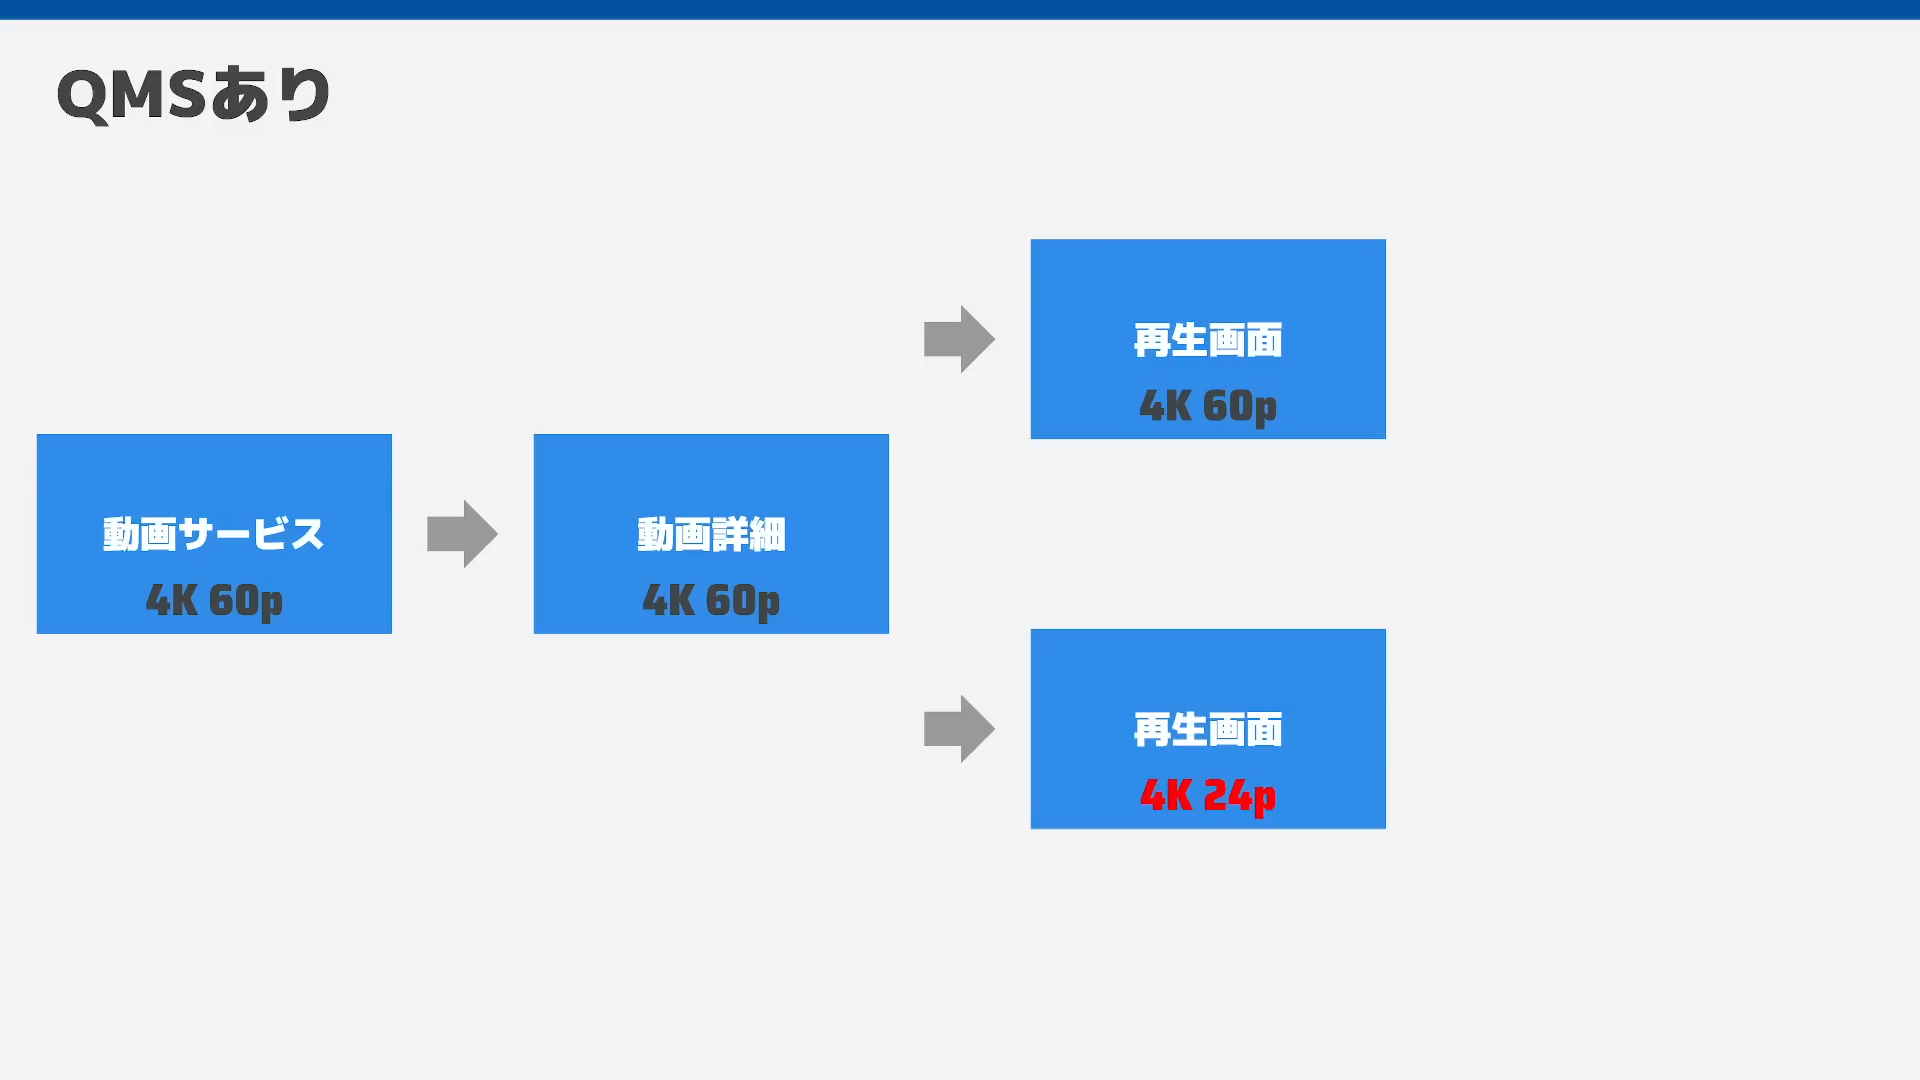 QMSあり
動画サービス
4K 60p
動画詳細
4K 60p
再生画面
4K 60p
再生画面
4K 24p